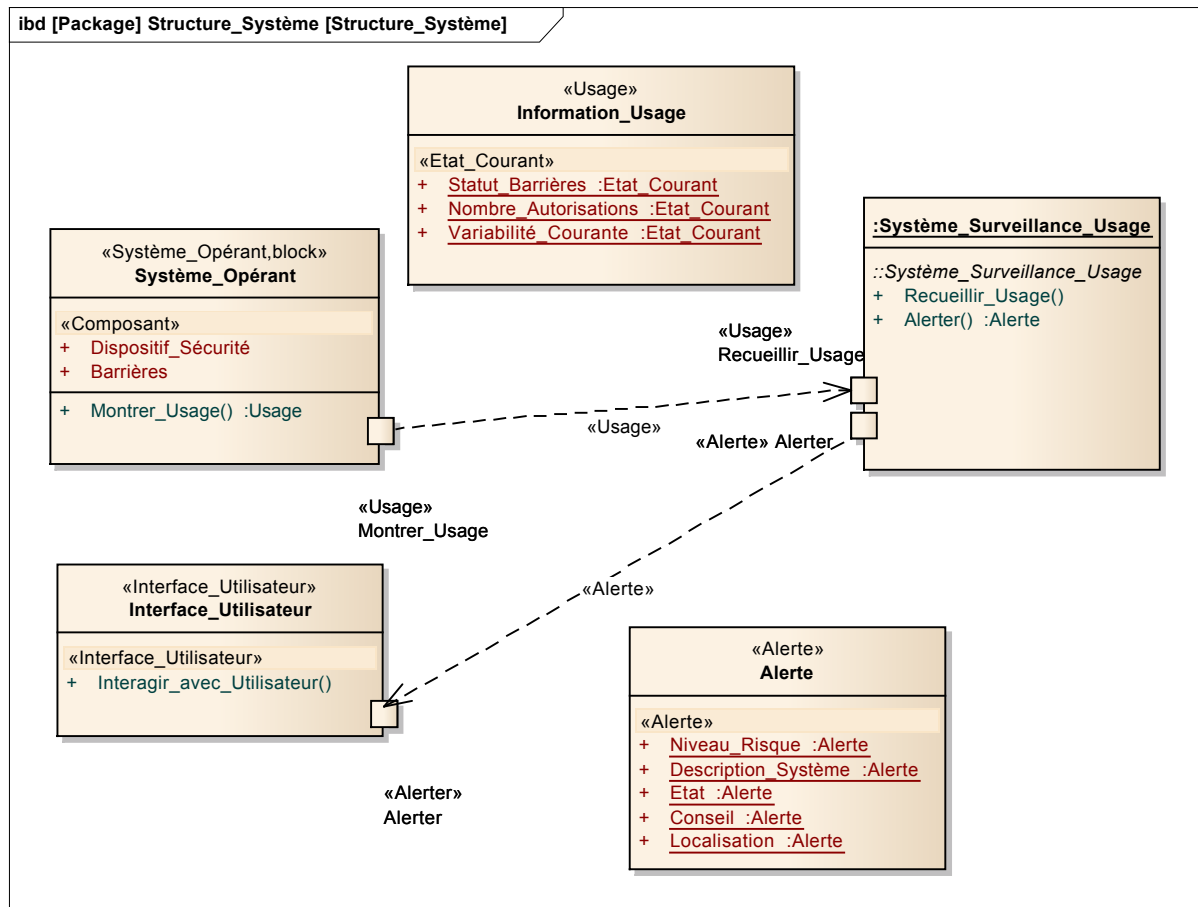 ibd [Package] Structure_Système [Structure_Système]
«Usage»
Information_Usage
«Etat_Courant»
+ Statut_Barrières :Etat_Courant
+ Nombre_Autorisations :Etat_Courant
+ Variabilité_Courante :Etat_Courant
:Système_Surveillance_Usage
::Système_Surveillance_Usage
+ Recueillir_Usage()
+ Alerter() :Alerte
«Système_Opérant,block»
Système_Opérant
«Composant»
+ Dispositif_Sécurité
+ Barrières
+ Montrer_Usage() :Usage
«Usage»
Recueillir_Usage
«Usage»
«Alerte» Alerter
«Usage»
Montrer_Usage
«Alerte»
«Interface_Utilisateur»
Interface_Utilisateur
«Interface_Utilisateur»
+ Interagir_avec_Utilisateur()
«Alerter»
Alerter
«Alerte»
Alerte
«Alerte»
+ Niveau_Risque :Alerte
+ Description_Système :Alerte
+ Etat :Alerte
+ Conseil :Alerte
+ Localisation :Alerte